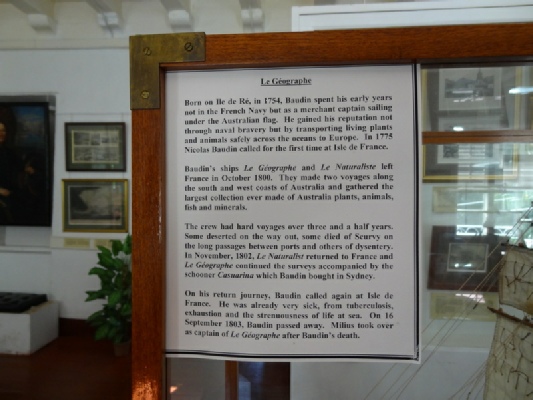 Le Géographe
Born on Ile de Ré, in 1754, Baudin spent his early years
not in the French Navy but as a merchant captain sailing
under the Australian flag. He gained his reputation not
through naval bravery but by transporting living plants
and animals safely across the oceans to Europe. In 1775
Nicolas Baudin called for the first time at Isle de France.
Baudin's ships Le Géographe and Le Naturaliste left
France in October 1800. They made two voyages along
the south and west coasts of Australia and gathered the
largest collection ever made of Australia plants, animals,
fish and minerals.
The crew had hard voyages over three and a half years.
Some deserted on the way out, some died of Scurvy on
the long passages between ports and others of dysentery.
In November, 1802, Le Naturalist returned to France and
Le Géographe continued the surveys accompanied by the
schooner Casuarina which Baudin bought in Sydney.
On his return journey, Baudin called again at Isle de
France. He was already very sick, from tuberculosis,
exhaustion and the strennousness of life at sea. On 16
September 1803, Baudin passed away. Milius took over
as captain of Le Géographe after Baudin's death.